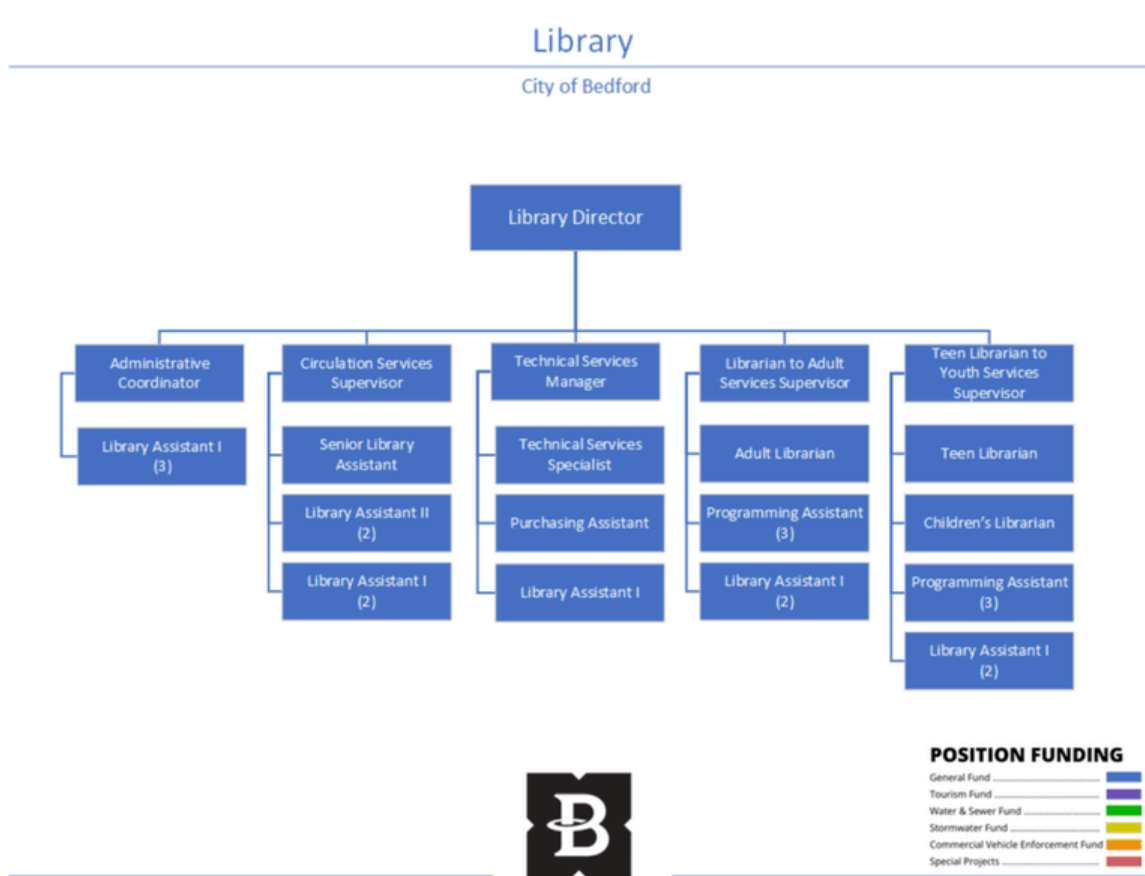 Library
City of Bedford
Library Director
Administrative
Coordinator
Library Assistant I
(3)
Circulation Services
Supervisor
Senior Library
Assistant
Library Assistant II
(2)
Library Assistant I
(2)
Technical Services
Manager
Technical Services
Specialist
Purchasing Assistant
Library Assistant I
Librarian to Adult
Services Supervisor
Adult Librarian
Programming Assistant
(3)
Library Assistant I
(2)
Teen Librarian to
Youth Services
Supervisor
Teen Librarian
Children's Librarian
Programming Assistant
(3)
Library Assistant I
(2)
B
POSITION FUNDING
General Fund
Tourism Fund
Water & Sewer Fund
Stormwater Fund
Commercial Vehicle Enforcement Fund
Special Projects